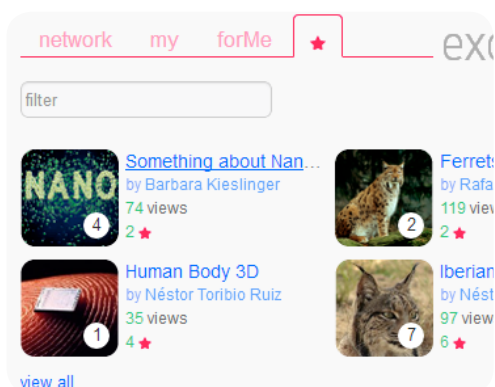 network my forMe
exc
filter
NANO
4
Something about Nan...
by Barbara Kieslinger
74 views
2
2
Ferrets
by Rafa
119 view
2
1
Human Body 3D
by Néstor Toribio Ruiz
35 views
4
7
Iberian
by Nést
97 view
6
view all